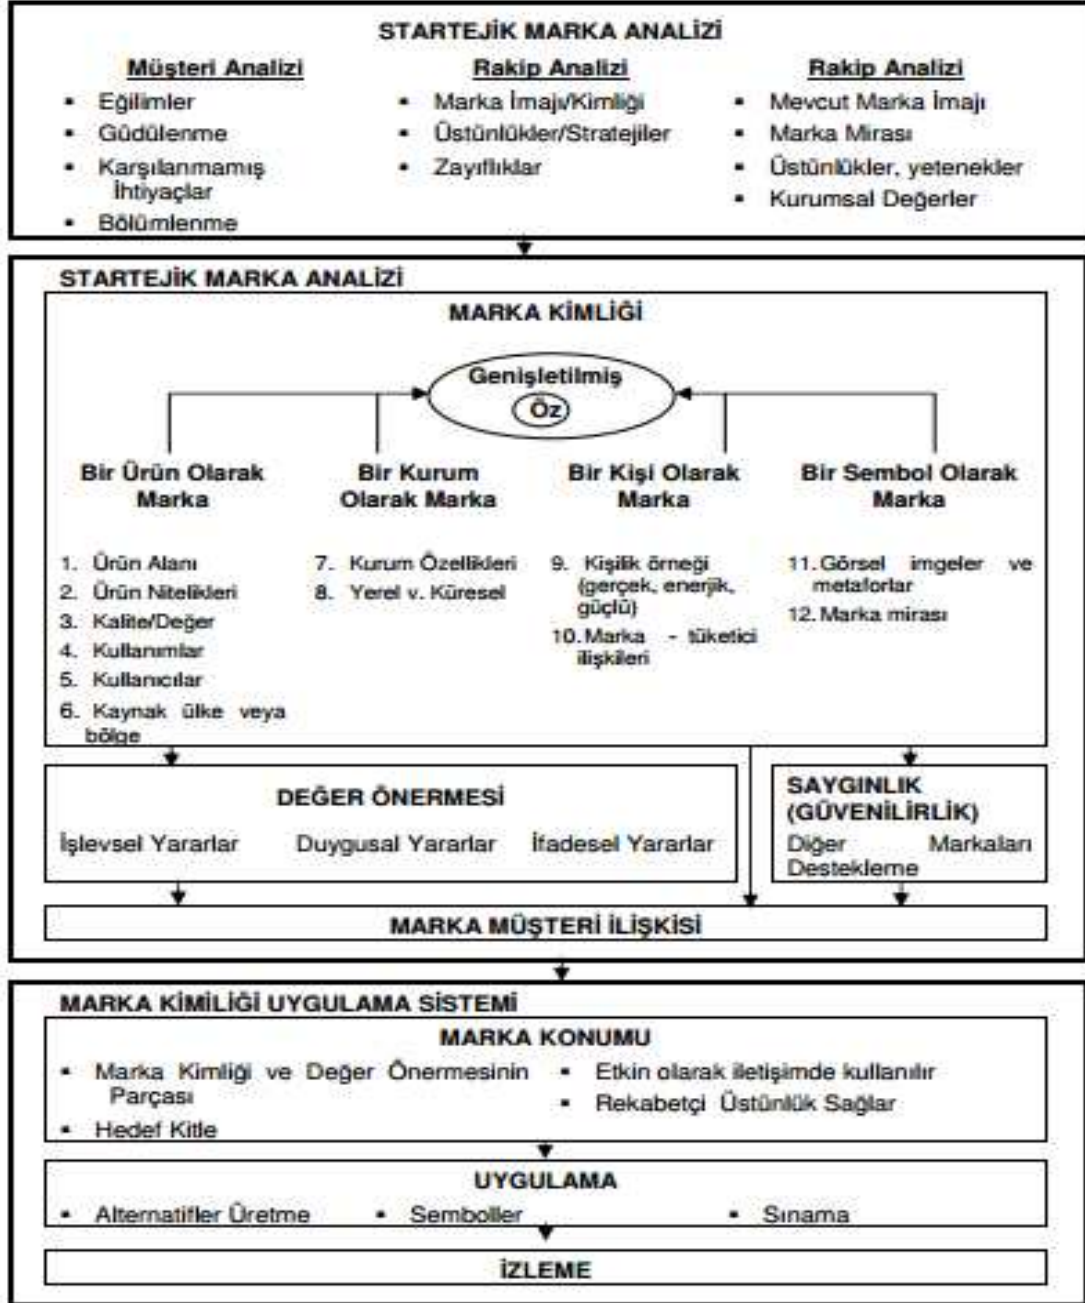 STARTEJİK MARKA ANALİZİ
Müşteri Analizi
▪ Eğilimler
▪ Güdülenme
▪ Karşılanmamış
İhtiyaçlar
▪ Bölümlenme
Rakip Analizi
▪ Marka İmajı/Kimliği
▪ Üstünlükler/Stratejiler
▪ Zayıflıklar
Rakip Analizi
▪ Mevcut Marka İmajı
▪ Marka Mirası
▪ Üstünlükler, yetenekler
▪ Kurumsal Değerler
STARTEJİK MARKA ANALİZİ
MARKA KİMLİĞİ
Genişletilmiş
Öz
Bir Ürün Olarak
Marka
1. Ürün Alanı
2. Ürün Nitelikleri
3. Kalite/Değer
4. Kullanımlar
5. Kullanıcılar
6. Kaynak ülke veya
bölge
Bir Kurum
Olarak Marka
7. Kurum Özellikleri
8. Yerel v. Küresel
Bir Kişi Olarak
Marka
9. Kişilik örneği
(gerçek, enerjik,
güçlü)
10. Marka - tüketici
ilişkileri
Bir Sembol Olarak
Marka
11. Görsel imgeler ve
metaforlar
12. Marka mirası
DEĞER ÖNERMESİ
İşlevsel Yararlar Duygusal Yararlar İfadesel Yararlar
SAYGINLIK
(GÜVENİLİRLİK)
Diğer Markaları
Destekleme
MARKA MÜŞTERİ İLİŞKİSİ
MARKA KİMİLİĞİ UYGULAMA SİSTEMİ
MARKA KONUMU
▪ Marka Kimliği ve Değer Önermesinin
Parçası
▪ Hedef Kitle
▪ Etkin olarak iletişimde kullanılır
▪ Rekabetçi Üstünlük Sağlar
UYGULAMA
▪ Alternatifler Üretme ▪ Semboller ▪ Sınama
İZLEME